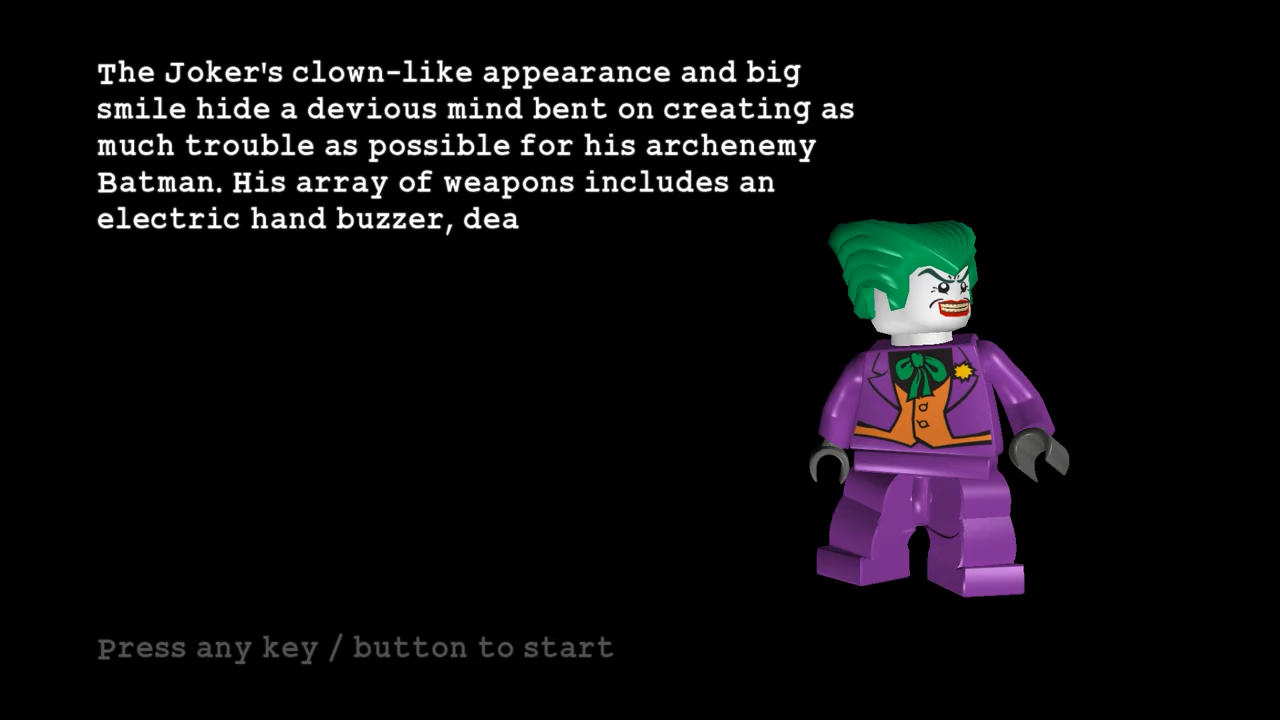 The Joker's clown-like appearance and big
smile hide a devious mind bent on creating as
much trouble as possible for his archenemy
Batman. His array of weapons includes an
electric hand buzzer, dea
Press any key / button to start